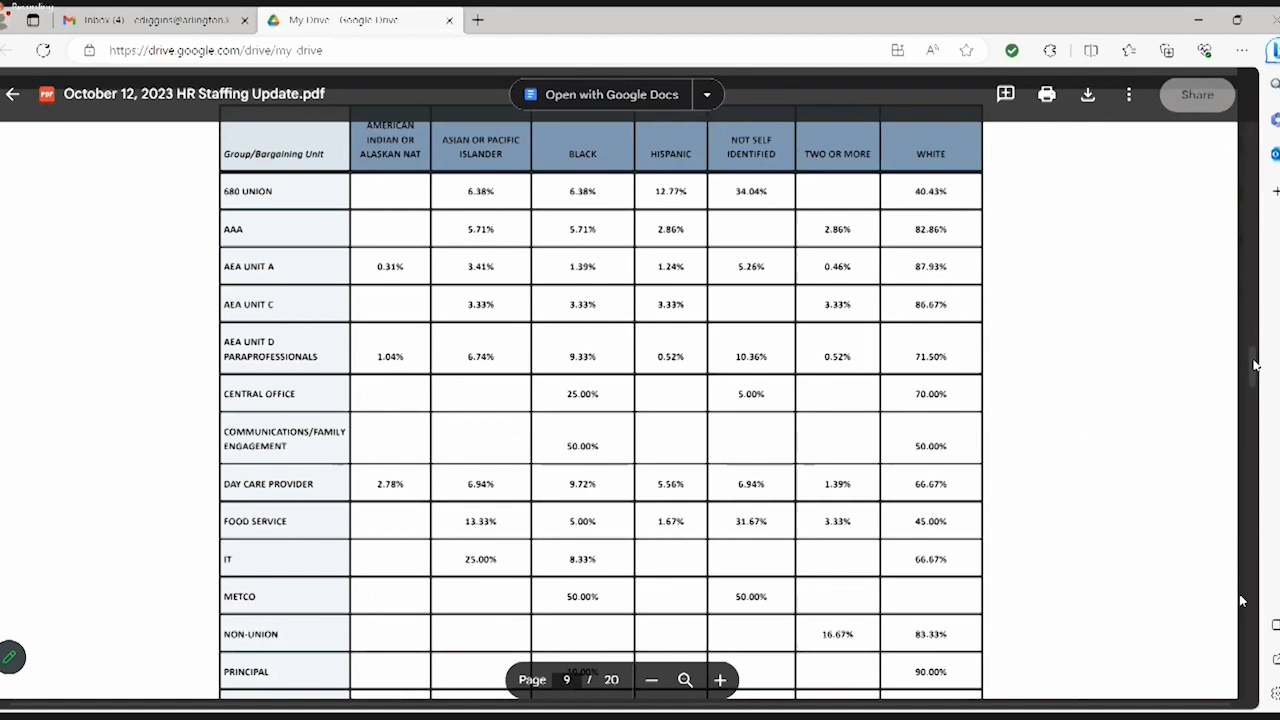 Recording
Inbox (4) - cdiggins@arlington.k
My Drive - Google Drive
https://drive.google.com/drive/my-drive
October 12, 2023 HR Staffing Update.pdf
Open with Google Docs
Share
Group/Bargaining Unit AMERICAN INDIAN OR ALASKAN NAT ASIAN OR PACIFIC ISLANDER BLACK HISPANIC NOT SELF IDENTIFIED TWO OR MORE WHITE
680 UNION 6.38% 6.38% 12.77% 34.04% 40.43%
AAA 5.71% 5.71% 2.86% 2.86% 82.86%
AEA UNIT A 0.31% 3.41% 1.39% 1.24% 5.26% 0.46% 87.93%
AEA UNIT C 3.33% 3.33% 3.33% 3.33% 86.67%
AEA UNIT D
PARAPROFESSIONALS 1.04% 6.74% 9.33% 0.52% 10.36% 0.52% 71.50%
CENTRAL OFFICE 25.00% 5.00% 70.00%
COMMUNICATIONS/FAMILY
ENGAGEMENT 50.00% 50.00%
DAY CARE PROVIDER 2.78% 6.94% 9.72% 5.56% 6.94% 1.39% 66.67%
FOOD SERVICE 13.33% 5.00% 1.67% 31.67% 3.33% 45.00%
IT 25.00% 8.33% 66.67%
METCO 50.00% 50.00%
NON-UNION 16.67% 83.33%
PRINCIPAL 10.00% 90.00%
Page 9 / 20